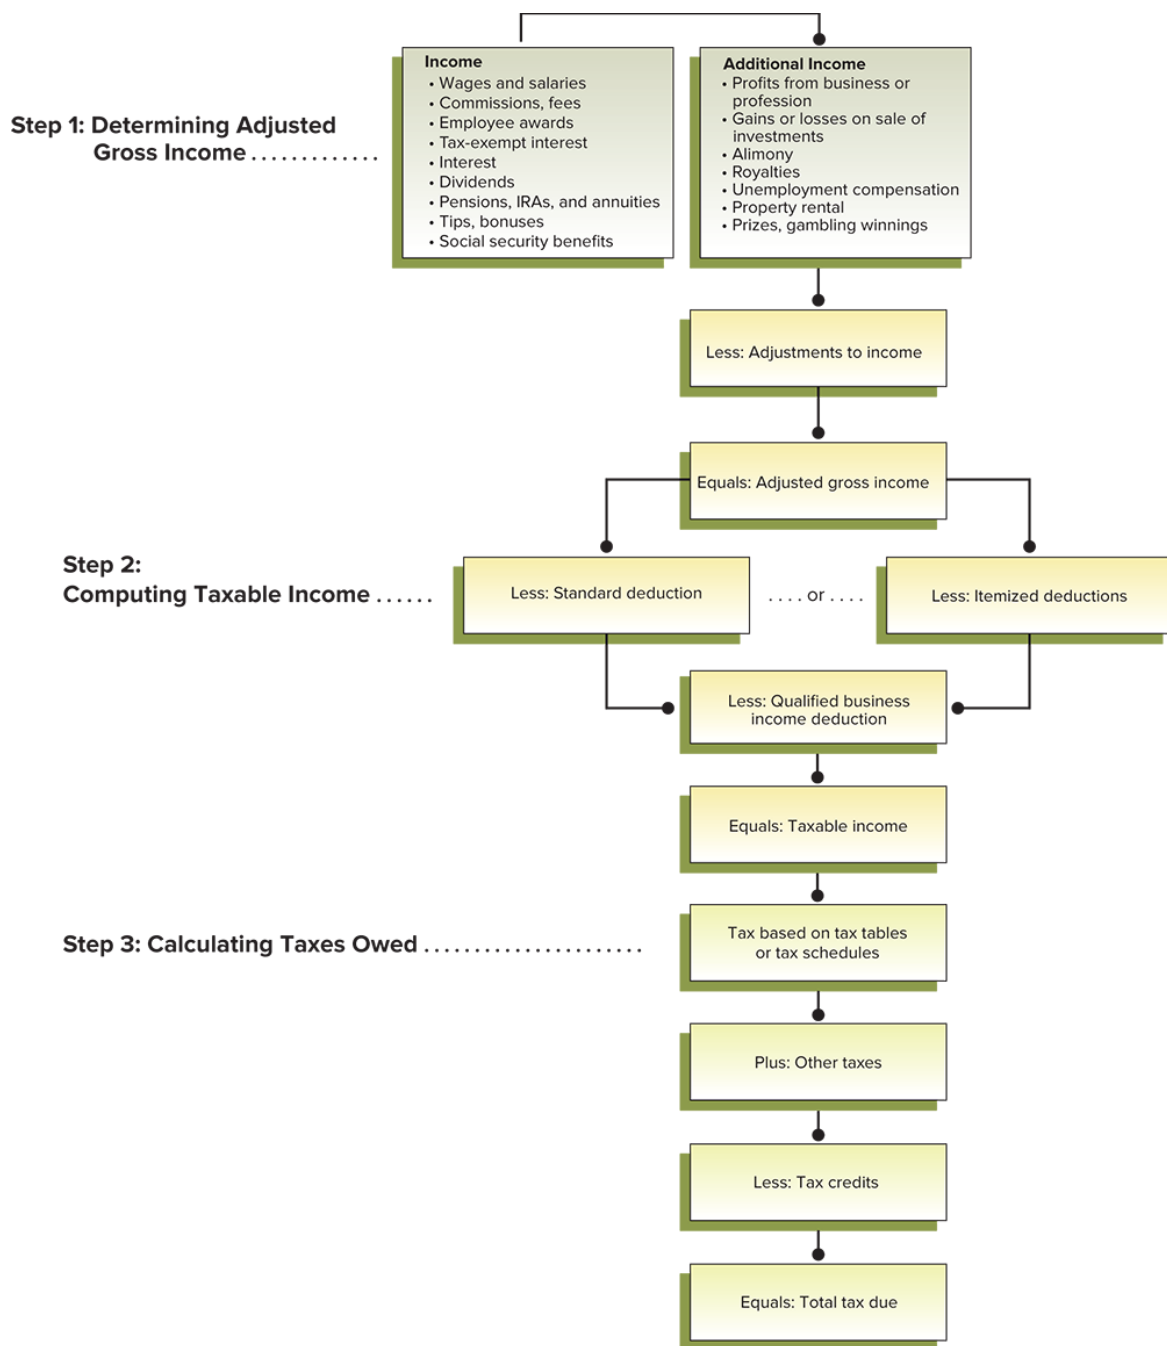 Step 1: Determining Adjusted
Gross Income . . . . . . . . . . . . .
Income
• Wages and salaries
• Commissions, fees
• Employee awards
• Tax-exempt interest
• Interest
• Dividends
• Pensions, IRAs, and annuities
• Tips, bonuses
• Social security benefits
Additional Income
• Profits from business or
profession
• Gains or losses on sale of
investments
• Alimony
• Royalties
• Unemployment compensation
• Property rental
• Prizes, gambling winnings
Less: Adjustments to income
Equals: Adjusted gross income
Step 2:
Computing Taxable Income . . . . . .
Less: Standard deduction
. . . . or . . . .
Less: Itemized deductions
Less: Qualified business
income deduction
Equals: Taxable income
Step 3: Calculating Taxes Owed . . . . . . . . . . . . . . . . . . . . . .
Tax based on tax tables
or tax schedules
Plus: Other taxes
Less: Tax credits
Equals: Total tax due